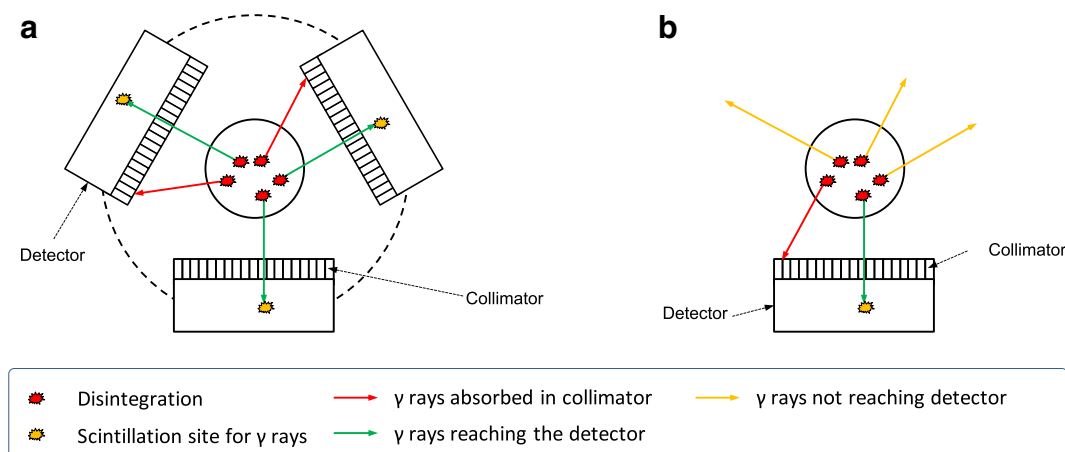 a
b
Detector
Collimator
Collimator
Detector
Disintegration
γ rays absorbed in collimator
γ rays not reaching detector
Scintillation site for γ rays
γ rays reaching the detector